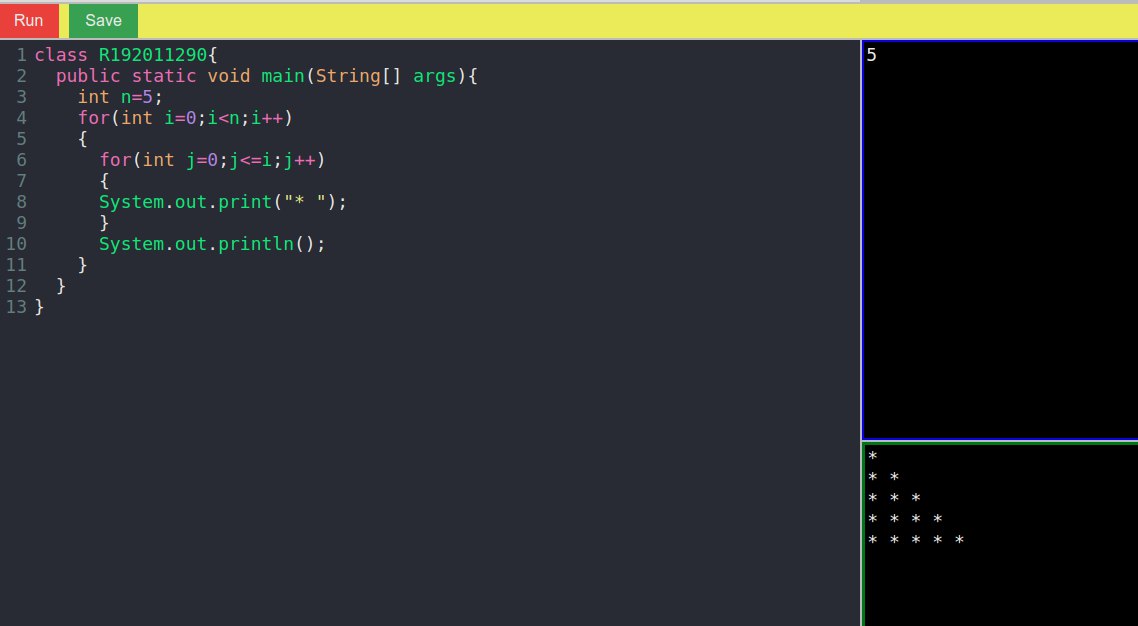 Run Save
1 class R192011290{
2   public static void main(String[] args){
3     int n=5;
4     for(int i=0;i<n;i++)
5     {
6       for(int j=0;j<=i;j++)
7       {
8       System.out.print("* ");
9       }
10       System.out.println();
11     }
12   }
13 }
5
*
* *
* * *
* * * *
* * * * *